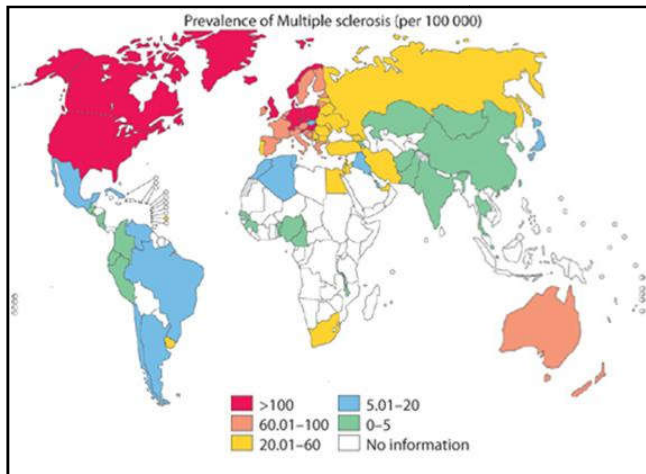 Prevalence of Multiple sclerosis (per 100 000)
>100
60.01–100
20.01–60
5.01–20
0–5
No information